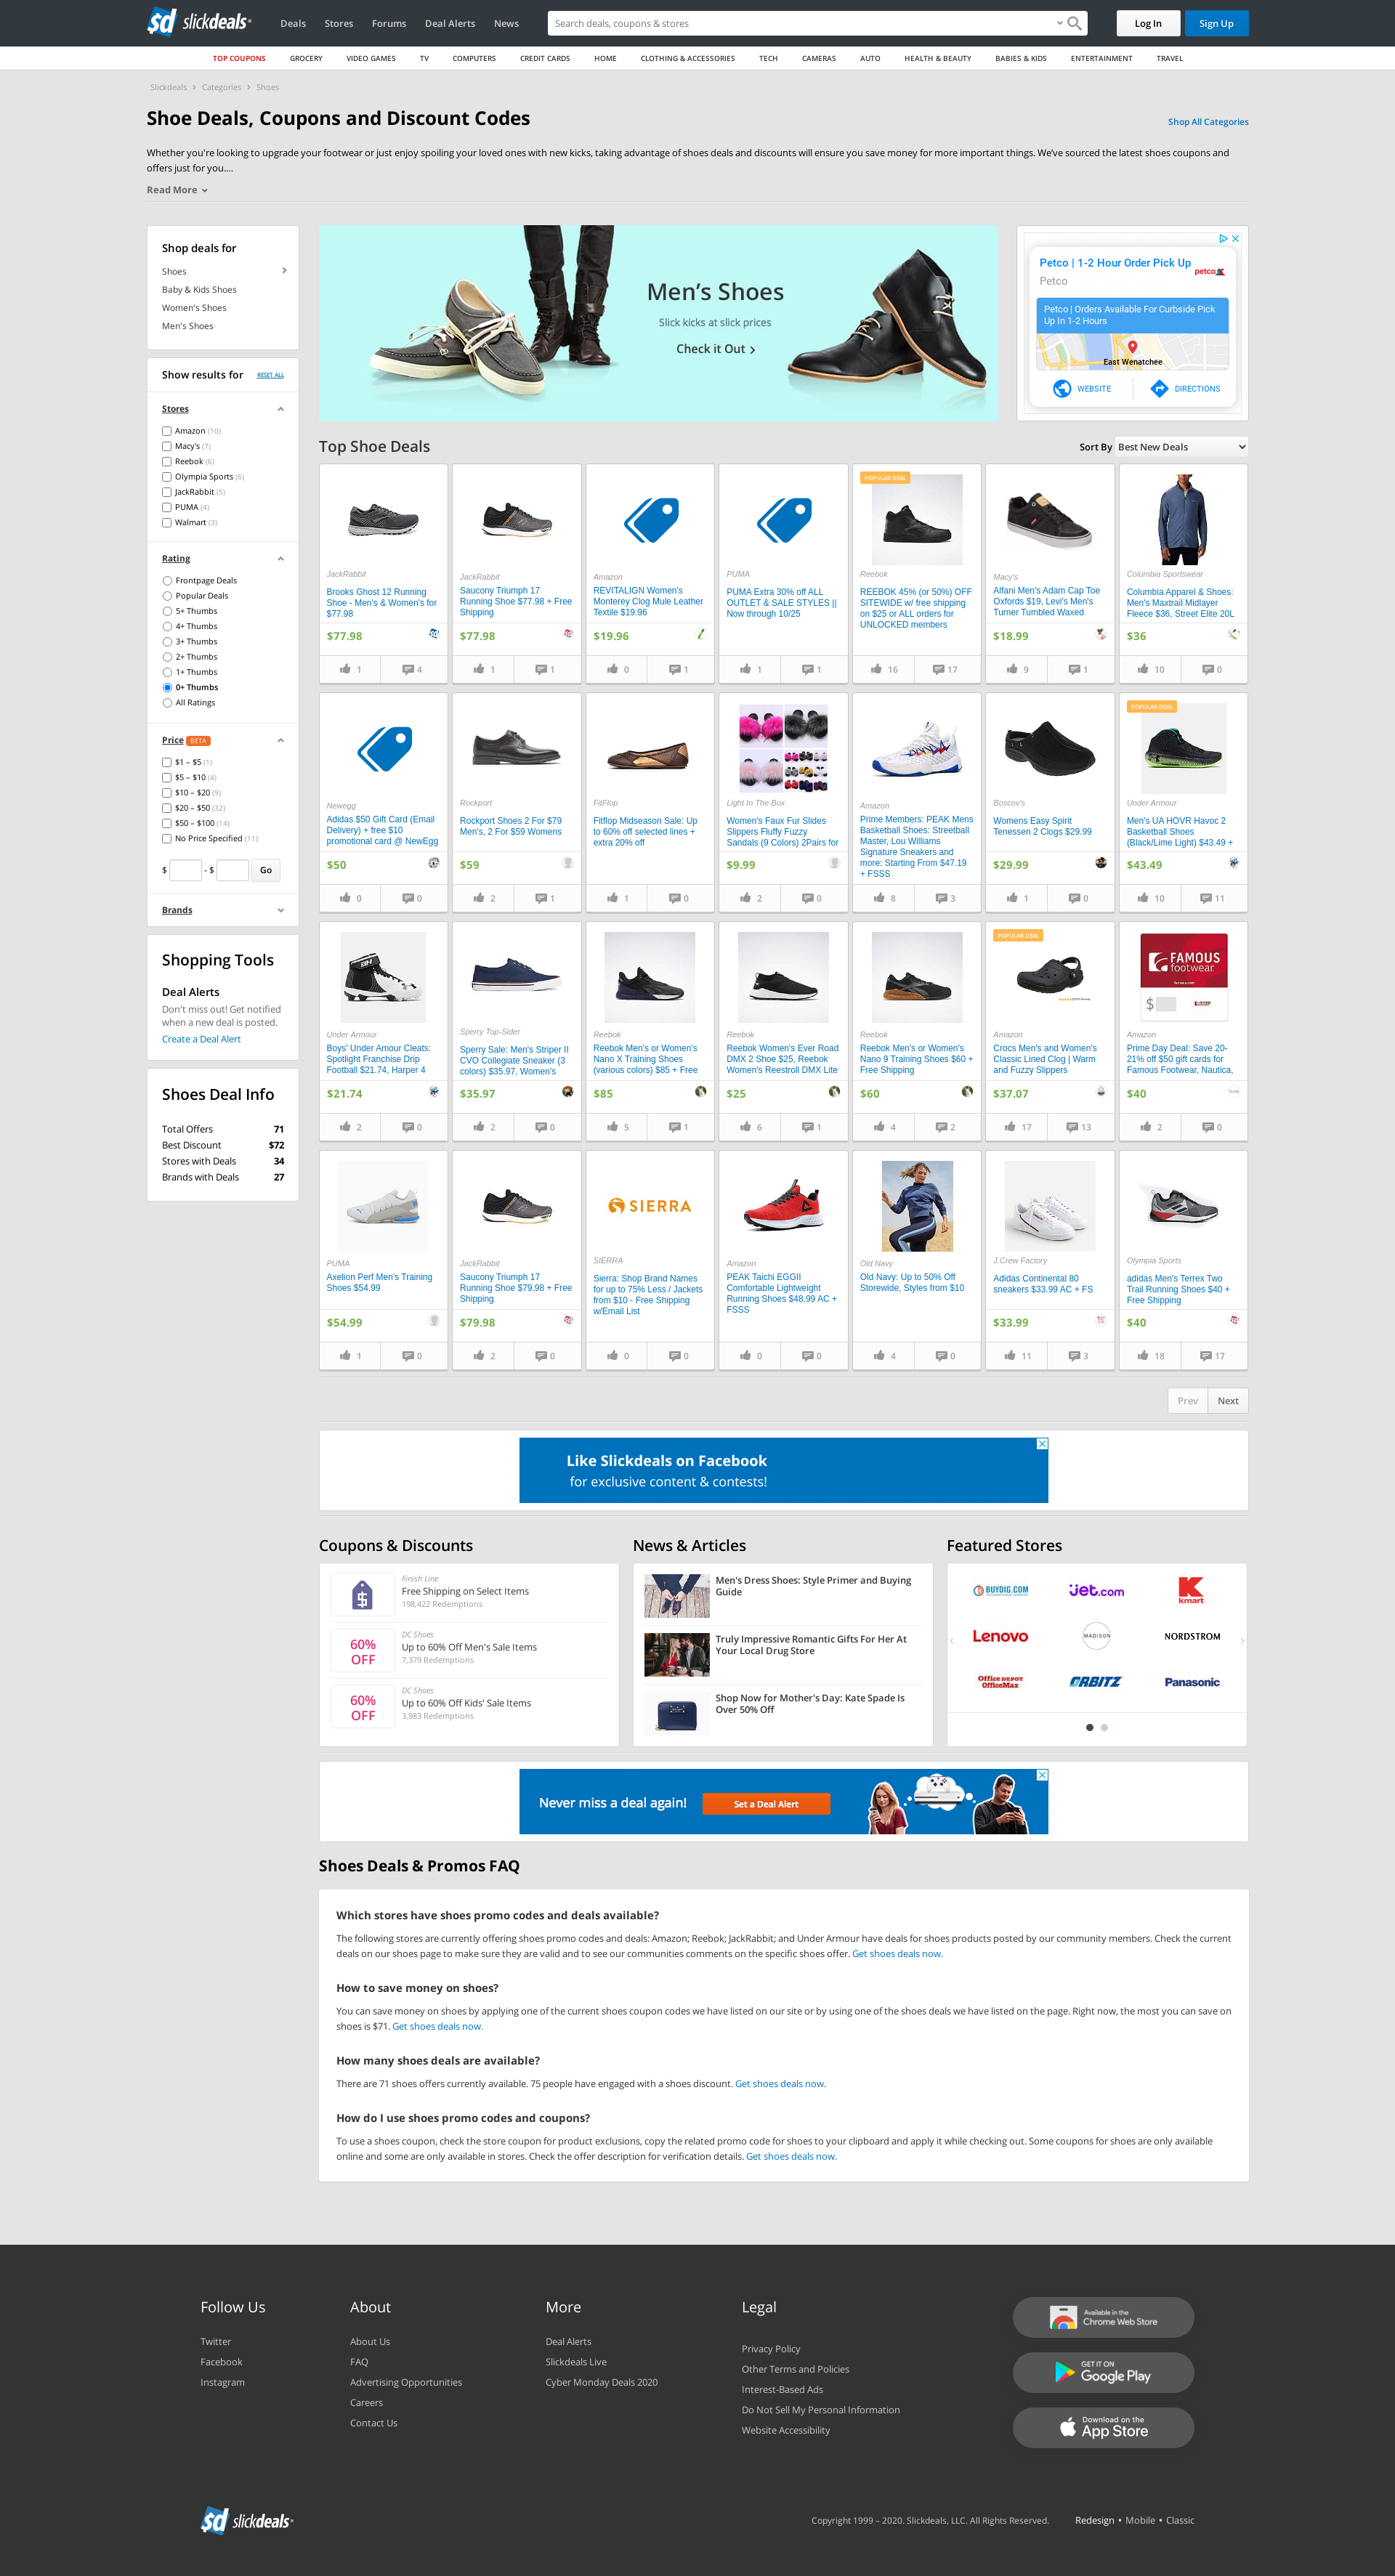 slickdeals
Deals
Stores
Forums
Deal Alerts
News
Search deals, coupons & stores
Log In
Sign Up
TOP COUPONS
GROCERY
VIDEO GAMES
TV
COMPUTERS
CREDIT CARDS
HOME
CLOTHING & ACCESSORIES
TECH
CAMERAS
AUTO
HEALTH & BEAUTY
BABIES & KIDS
ENTERTAINMENT
TRAVEL
Slickdeals › Categories › Shoes
Shoe Deals, Coupons and Discount Codes
Shop All Categories
Whether you're looking to upgrade your footwear or just enjoy spoiling your loved ones with new kicks, taking advantage of shoes deals and discounts will ensure you save money for more important things. We've sourced the latest shoes coupons and
offers just for you....
Read More
Shop deals for
Shoes
Baby & Kids Shoes
Women's Shoes
Men's Shoes
Show results for
RESET ALL
Stores
Amazon (10)
Macy's (7)
Reebok (6)
Olympia Sports (6)
JackRabbit (5)
PUMA (4)
Walmart (3)
Rating
Frontpage Deals
Popular Deals
5+ Thumbs
4+ Thumbs
3+ Thumbs
2+ Thumbs
1+ Thumbs
0+ Thumbs
All Ratings
Price BETA
$1 – $5 (1)
$5 – $10 (4)
$10 – $20 (9)
$20 – $50 (32)
$50 – $100 (14)
No Price Specified (11)
$ - $ Go
Brands
Shopping Tools
Deal Alerts
Don't miss out! Get notified
when a new deal is posted.
Create a Deal Alert
Shoes Deal Info
Total Offers 71
Best Discount $72
Stores with Deals 34
Brands with Deals 27
Men's Shoes
Slick kicks at slick prices
Check it Out
Petco | 1-2 Hour Order Pick Up
Petco
petco
Petco | Orders Available For Curbside Pick
Up In 1-2 Hours
East Wenatchee
WEBSITE
DIRECTIONS
Top Shoe Deals
Sort By Best New Deals
JackRabbit
Brooks Ghost 12 Running
Shoe - Men's & Women's for
$77.98
$77.98
1 4
JackRabbit
Saucony Triumph 17
Running Shoe $77.98 + Free
Shipping
$77.98
1 1
Amazon
REVITALIGN Women's
Monterey Clog Mule Leather
Textile $19.96
$19.96
0 1
PUMA
PUMA Extra 30% off ALL
OUTLET & SALE STYLES ||
Now through 10/25
1 1
POPULAR DEAL
Reebok
REEBOK 45% (or 50%) OFF
SITEWIDE w/ free shipping
on $25 or ALL orders for
UNLOCKED members
16 17
Macy's
Alfani Men's Adam Cap Toe
Oxfords $19, Levi's Men's
Turner Tumbled Waxed
$18.99
9 1
Columbia Sportswear
Columbia Apparel & Shoes:
Men's Maxtrail Midlayer
Fleece $36, Street Elite 20L
$36
10 0
Newegg
Adidas $50 Gift Card (Email
Delivery) + free $10
promotional card @ NewEgg
$50
0 0
Rockport
Rockport Shoes 2 For $79
Men's, 2 For $59 Womens
$59
2 1
FitFlop
Fitflop Midseason Sale: Up
to 60% off selected lines +
extra 20% off
1 0
Light In The Box
Women's Faux Fur Slides
Slippers Fluffy Fuzzy
Sandals (9 Colors) 2Pairs for
$9.99
2 0
Amazon
Prime Members: PEAK Mens
Basketball Shoes: Streetball
Master, Lou Williams
Signature Sneakers and
more: Starting From $47.19
+ FSSS
8 3
Boscov's
Womens Easy Spirit
Tenessen 2 Clogs $29.99
$29.99
1 0
POPULAR DEAL
Under Armour
Men's UA HOVR Havoc 2
Basketball Shoes
(Black/Lime Light) $43.49 +
$43.49
10 11
Under Armour
Boys' Under Amour Cleats:
Spotlight Franchise Drip
Football $21.74, Harper 4
$21.74
2 0
Sperry Top-Sider
Sperry Sale: Men's Striper II
CVO Collegiate Sneaker (3
colors) $35.97, Women's
$35.97
2 0
Reebok
Reebok Men's or Women's
Nano X Training Shoes
(various colors) $85 + Free
$85
5 1
Reebok
Reebok Women's Ever Road
DMX 2 Shoe $25, Reebok
Women's Reestroll DMX Lite
$25
6 1
Reebok
Reebok Men's or Women's
Nano 9 Training Shoes $60 +
Free Shipping
$60
4 2
POPULAR DEAL
Amazon
Crocs Men's and Women's
Classic Lined Clog | Warm
and Fuzzy Slippers
$37.07
17 13
FAMOUS
footwear
$
Amazon
Prime Day Deal: Save 20-
21% off $50 gift cards for
Famous Footwear, Nautica,
$40
2 0
PUMA
Axelion Perf Men's Training
Shoes $54.99
$54.99
1 0
JackRabbit
Saucony Triumph 17
Running Shoe $79.98 + Free
Shipping
$79.98
2 0
SIERRA
SIERRA
Sierra: Shop Brand Names
for up to 75% Less / Jackets
from $10 - Free Shipping
w/Email List
0 0
Amazon
PEAK Taichi EGGII
Comfortable Lightweight
Running Shoes $48.99 AC +
FSSS
0 0
Old Navy
Old Navy: Up to 50% Off
Storewide, Styles from $10
4 0
J.Crew Factory
Adidas Continental 80
sneakers $33.99 AC + FS
$33.99
11 3
Olympia Sports
adidas Men's Terrex Two
Trail Running Shoes $40 +
Free Shipping
$40
18 17
Prev Next
Like Slickdeals on Facebook
for exclusive content & contests!
Coupons & Discounts
Finish Line
Free Shipping on Select Items
198,422 Redemptions
60%
OFF
DC Shoes
Up to 60% Off Men's Sale Items
7,379 Redemptions
60%
OFF
DC Shoes
Up to 60% Off Kids' Sale Items
3,983 Redemptions
News & Articles
Men's Dress Shoes: Style Primer and Buying
Guide
Truly Impressive Romantic Gifts For Her At
Your Local Drug Store
Shop Now for Mother's Day: Kate Spade Is
Over 50% Off
Featured Stores
BUYDIG.COM
jet.com
kmart
Lenovo
MADISON
NORDSTROM
Office DEPOT
OfficeMax
ORBITZ
Panasonic
Never miss a deal again!
Set a Deal Alert
Shoes Deals & Promos FAQ
Which stores have shoes promo codes and deals available?
The following stores are currently offering shoes promo codes and deals: Amazon; Reebok; JackRabbit; and Under Armour have deals for shoes products posted by our community members. Check the current
deals on our shoes page to make sure they are valid and to see our communities comments on the specific shoes offer. Get shoes deals now.
How to save money on shoes?
You can save money on shoes by applying one of the current shoes coupon codes we have listed on our site or by using one of the shoes deals we have listed on the page. Right now, the most you can save on
shoes is $71. Get shoes deals now.
How many shoes deals are available?
There are 71 shoes offers currently available. 75 people have engaged with a shoes discount. Get shoes deals now.
How do I use shoes promo codes and coupons?
To use a shoes coupon, check the store coupon for product exclusions, copy the related promo code for shoes to your clipboard and apply it while checking out. Some coupons for shoes are only available
online and some are only available in stores. Check the offer description for verification details. Get shoes deals now.
Follow Us
Twitter
Facebook
Instagram
About
About Us
FAQ
Advertising Opportunities
Careers
Contact Us
More
Deal Alerts
Slickdeals Live
Cyber Monday Deals 2020
Legal
Privacy Policy
Other Terms and Policies
Interest-Based Ads
Do Not Sell My Personal Information
Website Accessibility
Available in the
Chrome Web Store
GET IT ON
Google Play
Download on the
App Store
slickdeals
Copyright 1999 – 2020. Slickdeals, LLC. All Rights Reserved.
Redesign • Mobile • Classic